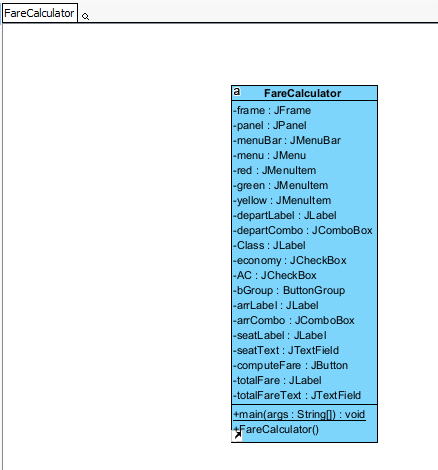 FareCalculator
a
FareCalculator
-frame : JFrame
-panel : JPanel
-menuBar : JMenuBar
-menu : JMenu
-red : JMenuItem
-green : JMenuItem
-yellow : JMenuItem
-departLabel : JLabel
-departCombo : JComboBox
-Class : JLabel
-economy : JCheckBox
-AC : JCheckBox
-bGroup : ButtonGroup
-arrLabel : JLabel
-arrCombo : JComboBox
-seatLabel : JLabel
-seatText : JTextField
-computeFare : JButton
-totalFare : JLabel
-totalFareText : JTextField
+main(args : String[]) : void
+FareCalculator()